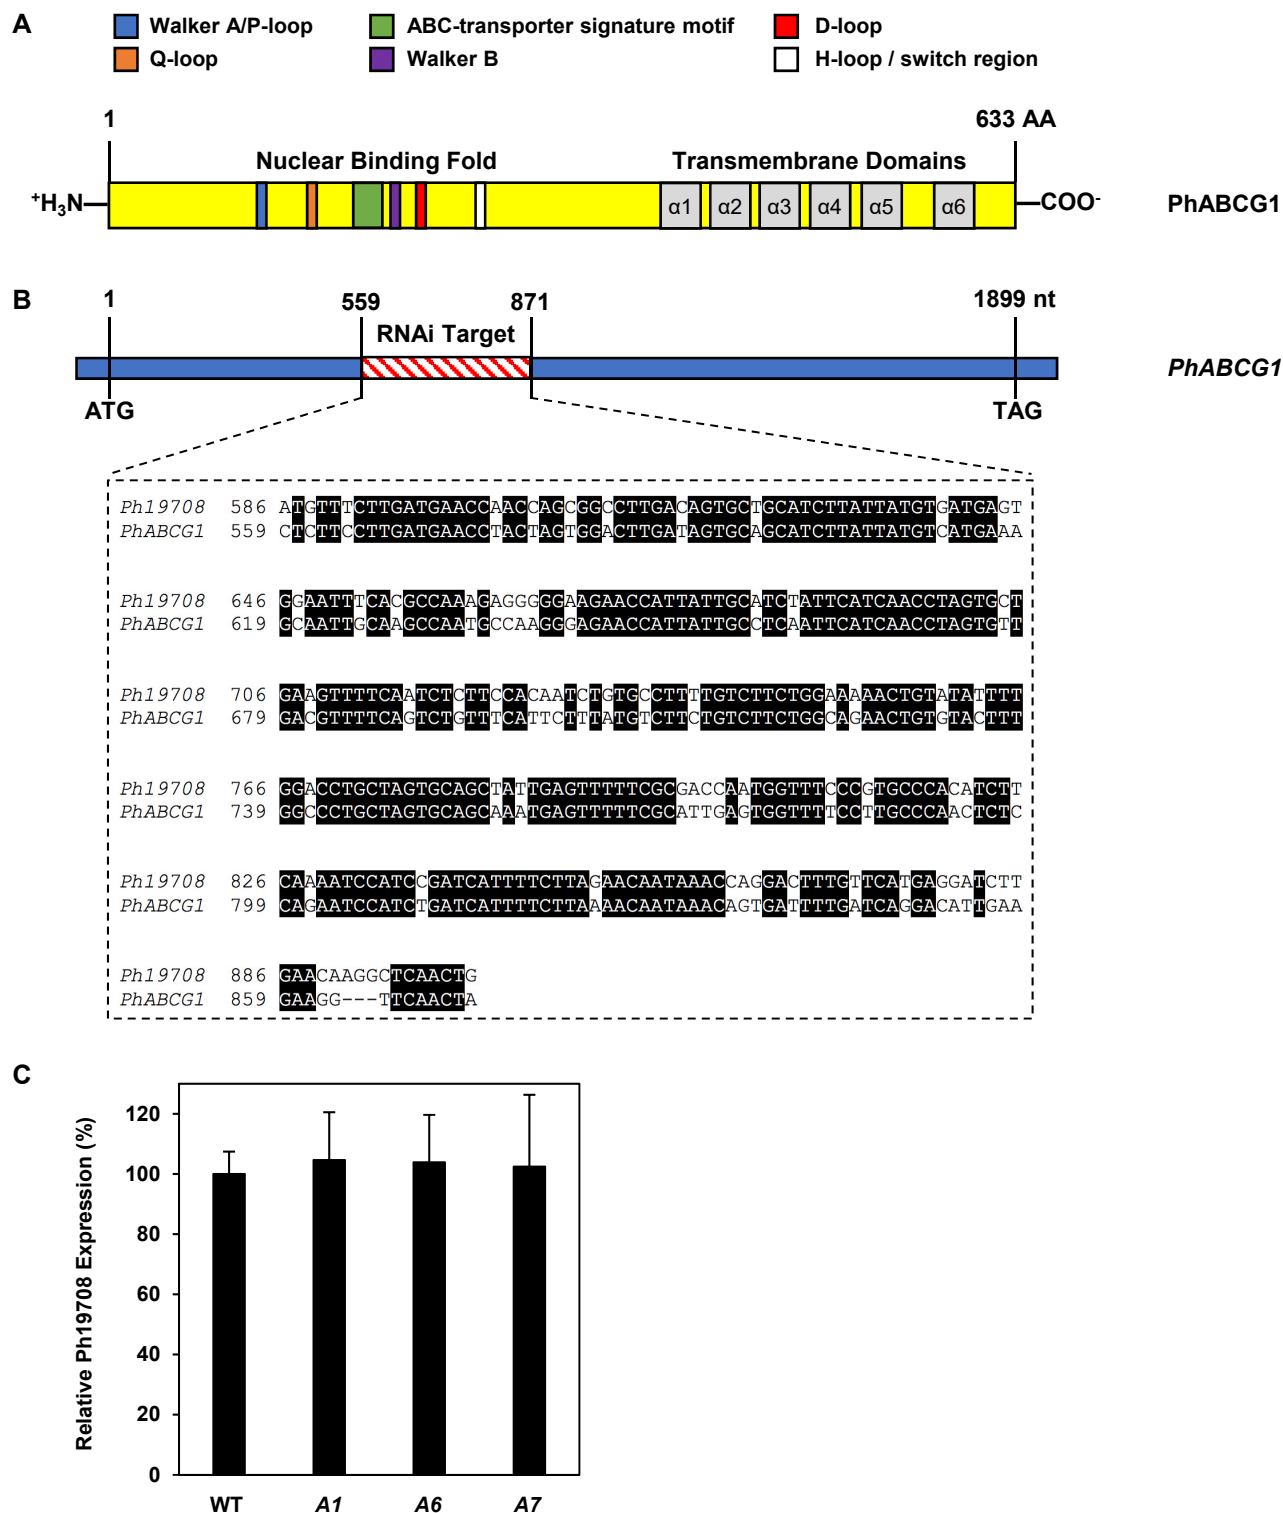 A
Walker A/P-loop
ABC-transporter signature motif
D-loop
Q-loop
Walker B
H-loop / switch region
1
633 AA
Nuclear Binding Fold
Transmembrane Domains
⁺H₃N
α1
α2
α3
α4
α5
α6
COO⁻
PhABCG1
B
1
559
871
1899 nt
RNAi Target
PhABCG1
ATG
TAG
Ph19708 586 ATGTTTCTTGATGAACCAACCAGCGGCCTTGACAGTGCTGCATCTTATTATGTGATGAGT
PhABCG1 559 CTCTTCCTTGATGAACCTACTAGTGGACTTGATAGTGCAGCATCTTATTATGTCATGAAA
Ph19708 646 GGAATTTCACGCCAAAGAGGGGGAAGAACCATTATTGCATCTATTCATCAACCTAGTGCT
PhABCG1 619 GCAATTGCAAGCCAATGCCAAGGGAGAACCATTATTGCCTCAATTCATCAACCTAGTGTT
Ph19708 706 GAAGTTTTCAATCTCTTCCACAATCTGTGCCTTTTGTCTTCTGGAAAAACTGTATATTTT
PhABCG1 679 GACGTTTTCAGTCTGTTTCATTCTTTATGTCTTCTGTCTTCTGGCAGAACTGTGTACTTT
Ph19708 766 GGACCTGCTAGTGCAGCTATTGAGTTTTTCGCGACCAATGGTTTCCCGTGCCCACATCTT
PhABCG1 739 GGCCCTGCTAGTGCAGCAAATGAGTTTTTCGCATTGAGTGGTTTTCCTTGCCCAACTCTC
Ph19708 826 CAAAATCCATCCGATCATTTTCTTAGAACAATAAACCAGGACTTTGTTCATGAGGATCTT
PhABCG1 799 CAGAATCCATCTGATCATTTTCTTAAAACAATAAACAGTGATTTTGATCAGGACATTGAA
Ph19708 886 GAACAAGGCTCAACTG
PhABCG1 859 GAAGG---TTCAACTA
C
Relative Ph19708 Expression (%)
120
100
80
60
40
20
0
WT
A1
A6
A7